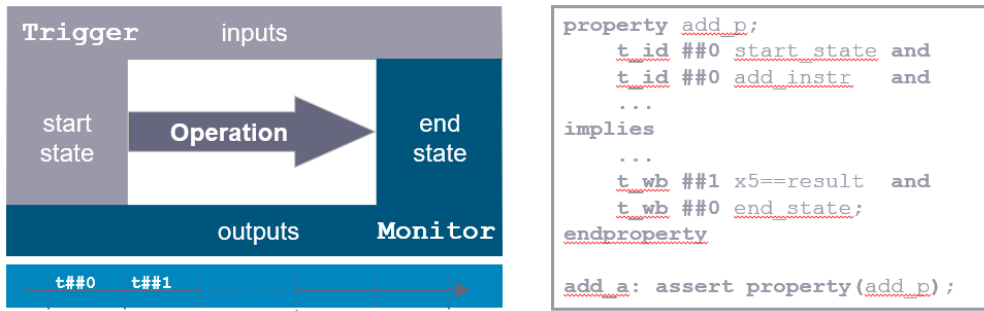 Trigger
inputs
start
state
Operation
end
state
outputs
Monitor
t##0 t##1
property add_p;
t_id ##0 start_state and
t_id ##0 add_instr and
...
implies
...
t_wb ##1 x5==result and
t_wb ##0 end_state;
endproperty
add_a: assert property(add_p);